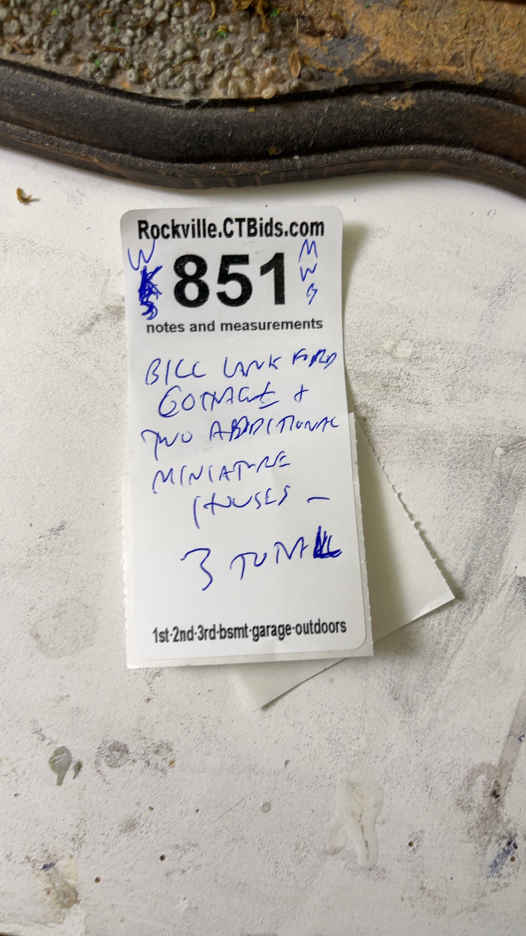 Rockville.CTBids.com
W
851
M
W
B
notes and measurements
BILL LANKFORD
COTTAGE +
TWO ADDITIONAL
MINIATURE
HOUSES –
3 TOTAL
1st-2nd-3rd-bsmt-garage-outdoors